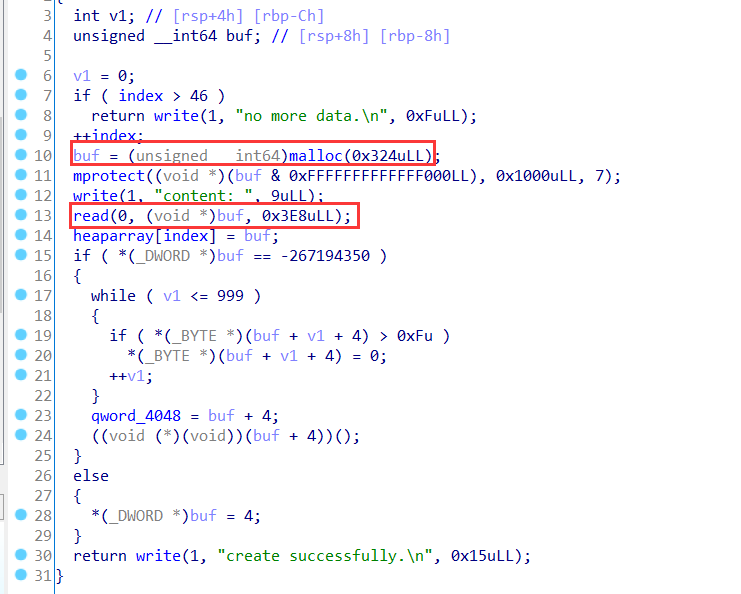 3 int v1; // [rsp+4h] [rbp-Ch]
4 unsigned __int64 buf; // [rsp+8h] [rbp-8h]
5
6 v1 = 0;
7 if ( index > 46 )
8 return write(1, "no more data.\n", 0xFuLL);
9 ++index;
10 buf = (unsigned __int64)malloc(0x324uLL);
11 mprotect((void *)(buf & 0xFFFFFFFFFFFFF000LL), 0x1000uLL, 7);
12 write(1, "content: ", 9uLL);
13 read(0, (void *)buf, 0x3E8uLL);
14 heaparray[index] = buf;
15 if ( *(_DWORD *)buf == -267194350 )
16 {
17 while ( v1 <= 999 )
18 {
19 if ( *(_BYTE *)(buf + v1 + 4) > 0xFu )
20 *(_BYTE *)(buf + v1 + 4) = 0;
21 ++v1;
22 }
23 qword_4048 = buf + 4;
24 ((void (*)(void))(buf + 4))();
25 }
26 else
27 {
28 *(_DWORD *)buf = 4;
29 }
30 return write(1, "create successfully.\n", 0x15uLL);
31 }